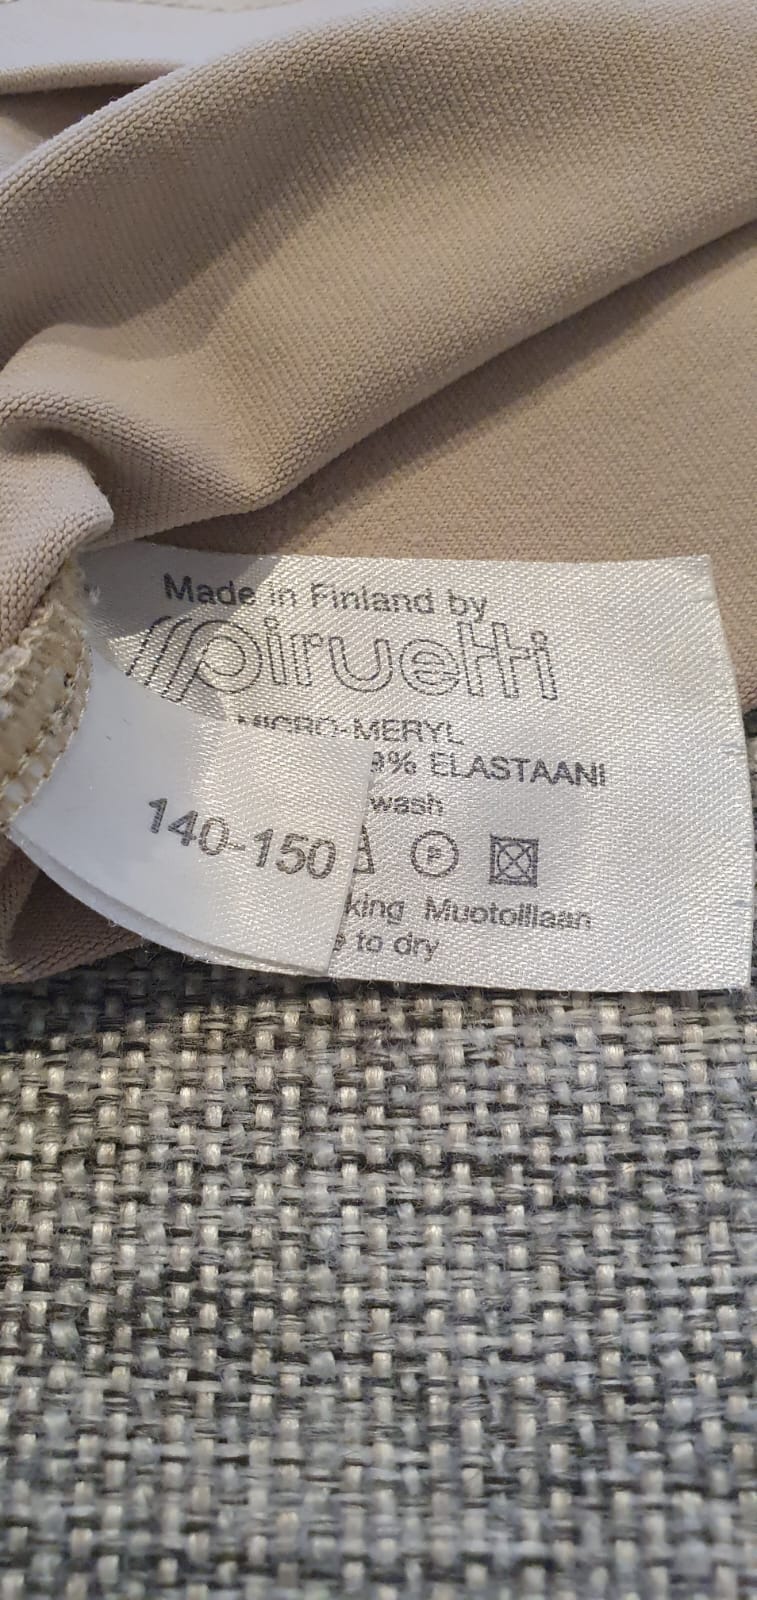 Made in Finland by
piruetti
MICRO-MERYL
9% ELASTAANI
wash
140-150
P
king Muotoillaan
to dry